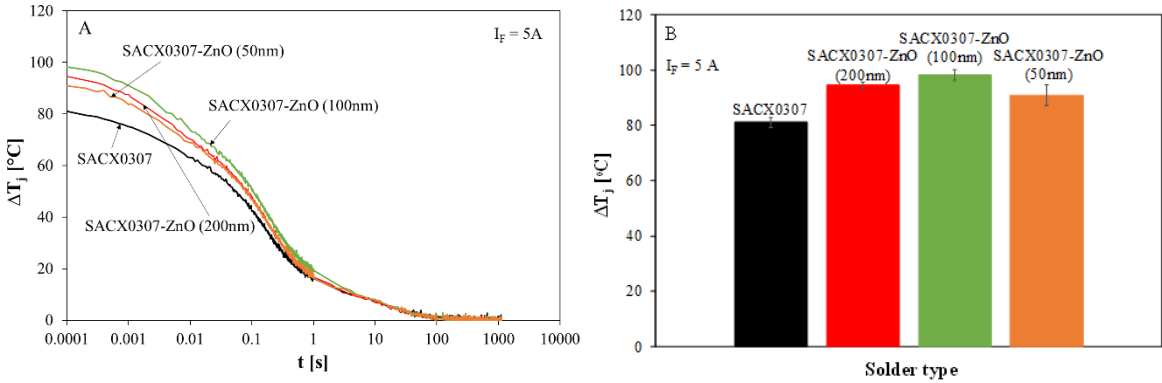 A
I_F = 5A
120
100
80
60
40
20
0
ΔTj [°C]
SACX0307-ZnO (50nm)
SACX0307-ZnO (100nm)
SACX0307
SACX0307-ZnO (200nm)
0.0001 0.001 0.01 0.1 1 10 100 1000 10000
t [s]
B
I_F = 5 A
120
100
80
60
40
20
0
ΔTj [°C]
SACX0307
SACX0307-ZnO
(200nm)
SACX0307-ZnO
(100nm)
SACX0307-ZnO
(50nm)
Solder type